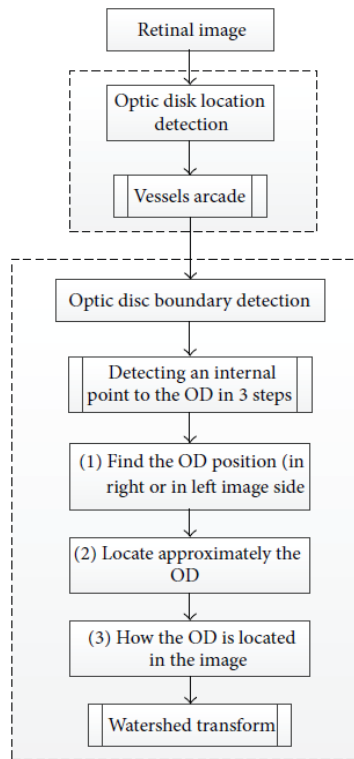 Retinal image
Optic disk location
detection
Vessels arcade
Optic disc boundary detection
Detecting an internal
point to the OD in 3 steps
(1) Find the OD position (in
right or in left image side
(2) Locate approximately the
OD
(3) How the OD is located
in the image
Watershed transform